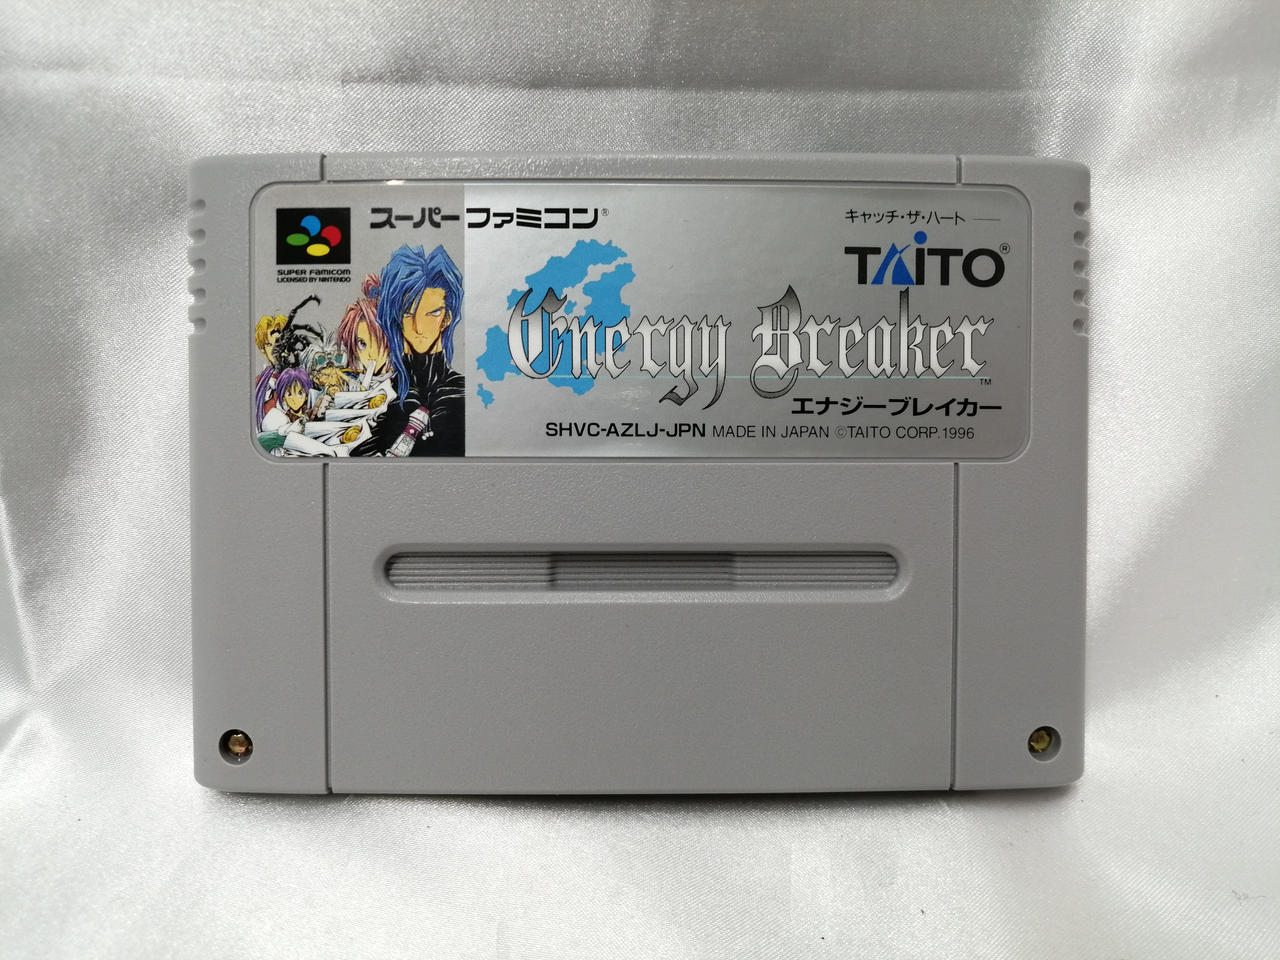 SUPER FAMICOM
LICENSED BY NINTENDO
スーパーファミコン®
キャッチ・ザ・ハート
TAITO®
Energy Breaker™
エナジーブレイカー
SHVC-AZLJ-JPN MADE IN JAPAN ©TAITO CORP.1996